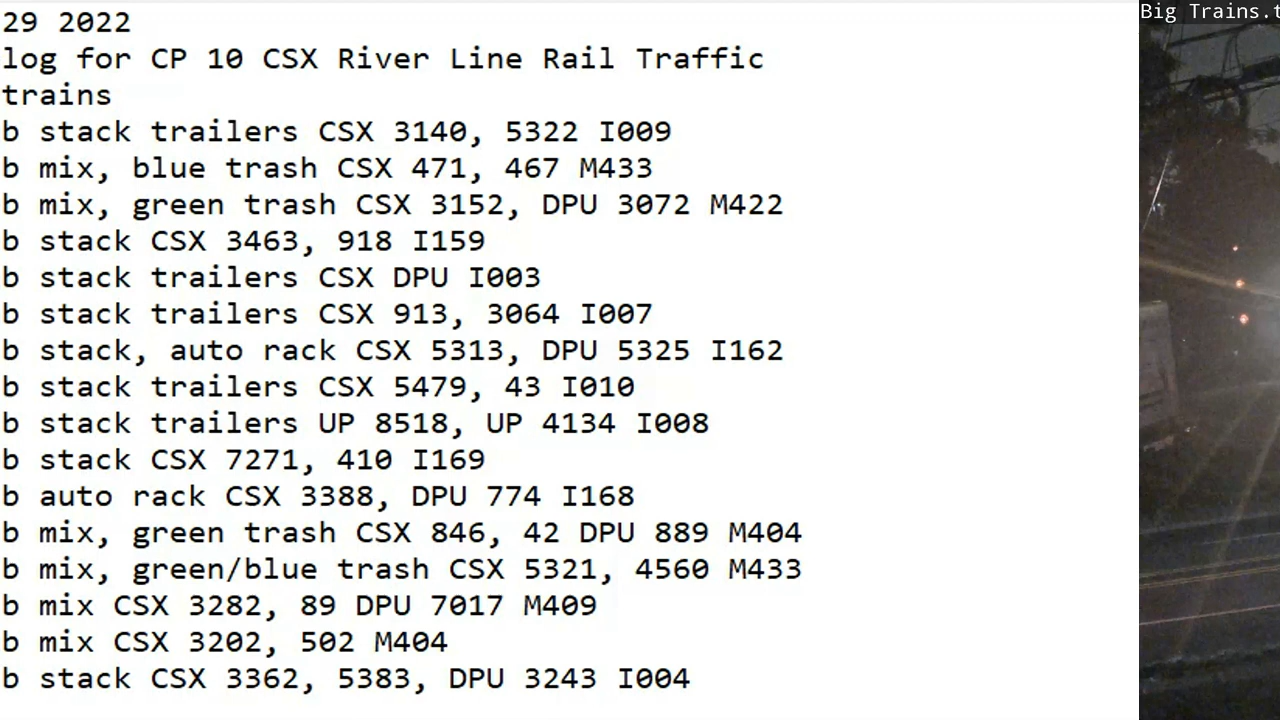 29 2022
log for CP 10 CSX River Line Rail Traffic
trains
b stack trailers CSX 3140, 5322 I009
b mix, blue trash CSX 471, 467 M433
b mix, green trash CSX 3152, DPU 3072 M422
b stack CSX 3463, 918 I159
b stack trailers CSX DPU I003
b stack trailers CSX 913, 3064 I007
b stack, auto rack CSX 5313, DPU 5325 I162
b stack trailers CSX 5479, 43 I010
b stack trailers UP 8518, UP 4134 I008
b stack CSX 7271, 410 I169
b auto rack CSX 3388, DPU 774 I168
b mix, green trash CSX 846, 42 DPU 889 M404
b mix, green/blue trash CSX 5321, 4560 M433
b mix CSX 3282, 89 DPU 7017 M409
b mix CSX 3202, 502 M404
b stack CSX 3362, 5383, DPU 3243 I004
Big Trains.t